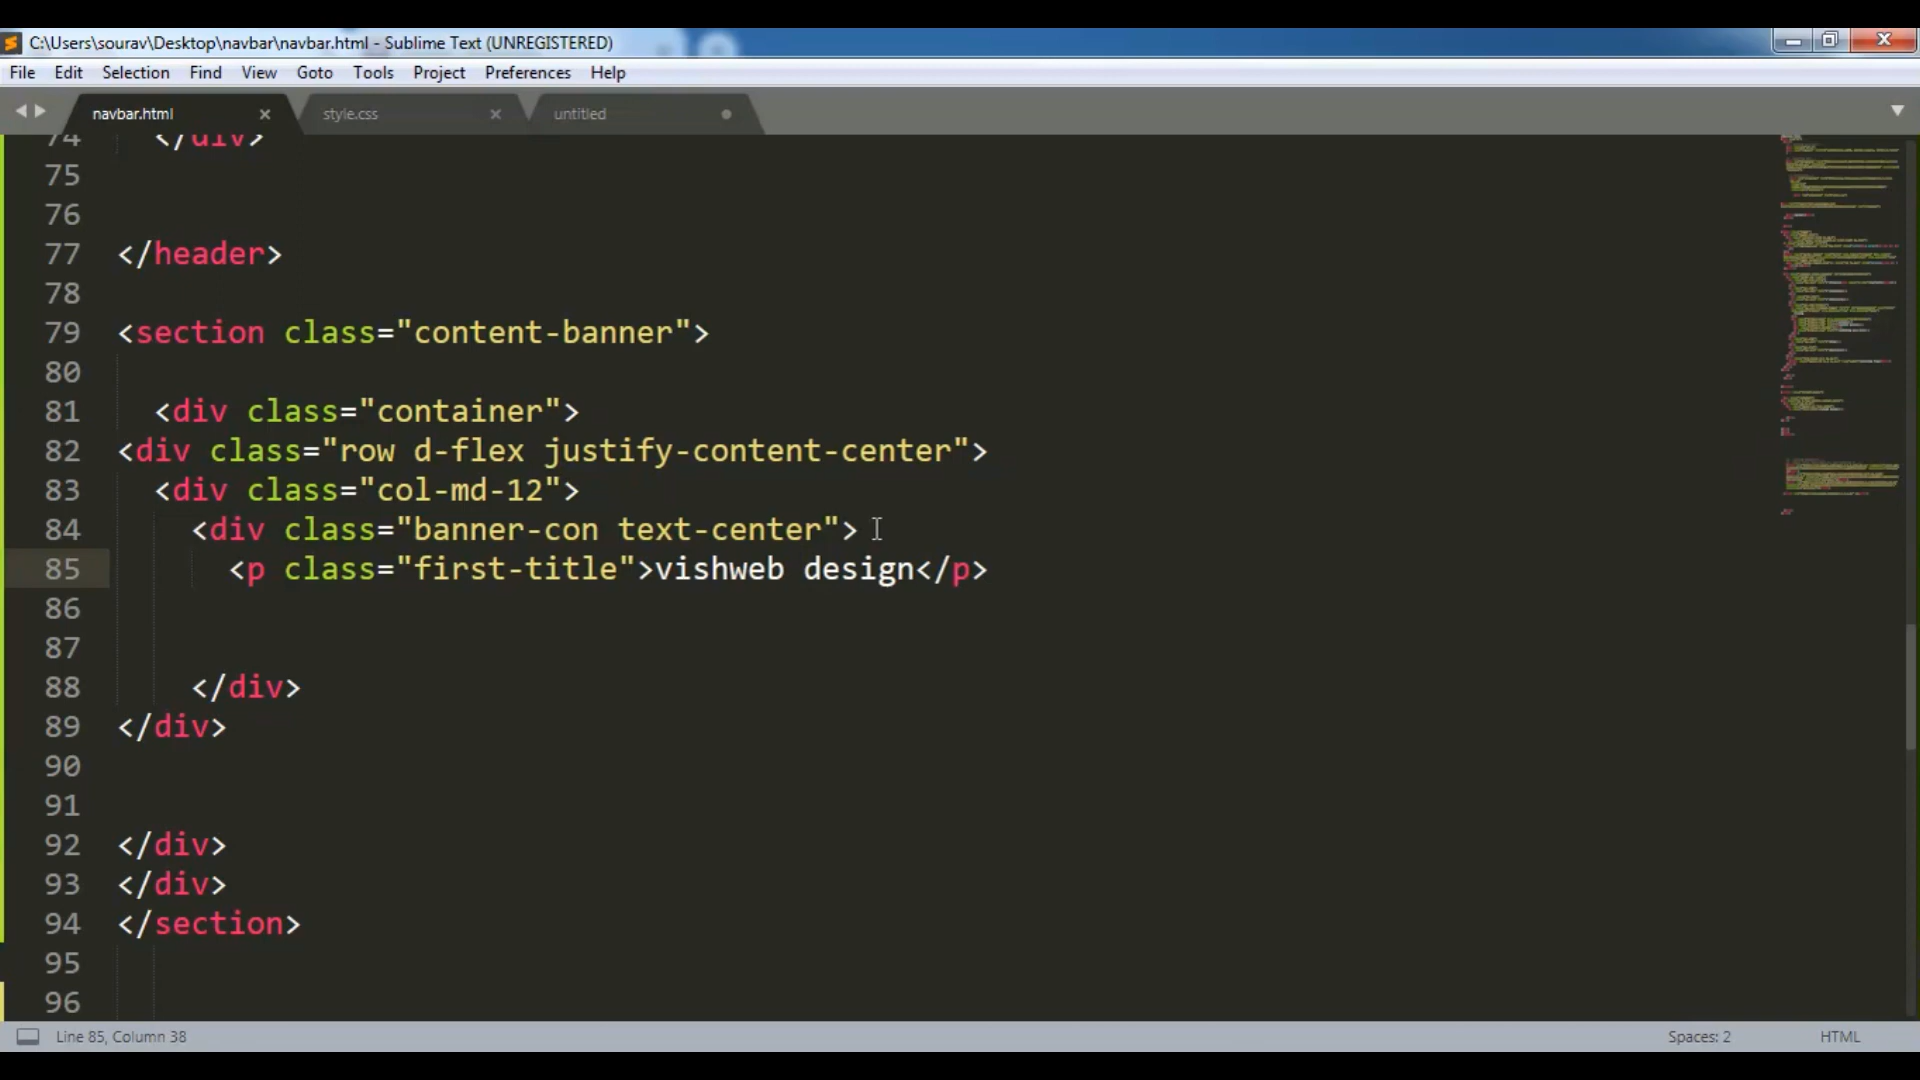 C:\Users\sourav\Desktop\navbar\navbar.html - Sublime Text (UNREGISTERED)
File Edit Selection Find View Goto Tools Project Preferences Help
navbar.html style.css untitled
74 </div>
75
76
77 </header>
78
79 <section class="content-banner">
80
81 <div class="container">
82 <div class="row d-flex justify-content-center">
83 <div class="col-md-12">
84 <div class="banner-con text-center">
85 <p class="first-title">vishweb design</p>
86
87
88 </div>
89 </div>
90
91
92 </div>
93 </div>
94 </section>
95
96
Line 85, Column 38 Spaces: 2 HTML